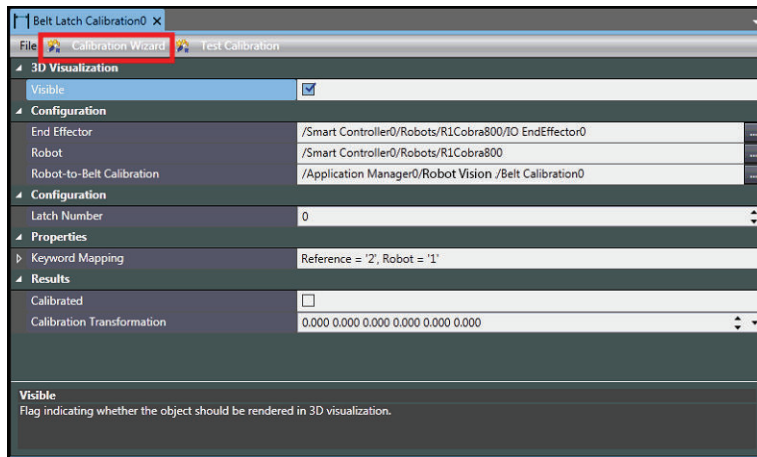 Belt Latch Calibration0 X
File Calibration Wizard Test Calibration
3D Visualization
Visible
Configuration
End Effector /Smart Controller0/Robots/R1Cobra800/IO EndEffector0 ...
Robot /Smart Controller0/Robots/R1Cobra800 ...
Robot-to-Belt Calibration /Application Manager0/Robot Vision /Belt Calibration0 ...
Configuration
Latch Number 0
Properties
Keyword Mapping Reference = '2', Robot = '1'
Results
Calibrated
Calibration Transformation 0.000 0.000 0.000 0.000 0.000 0.000
Visible
Flag indicating whether the object should be rendered in 3D visualization.